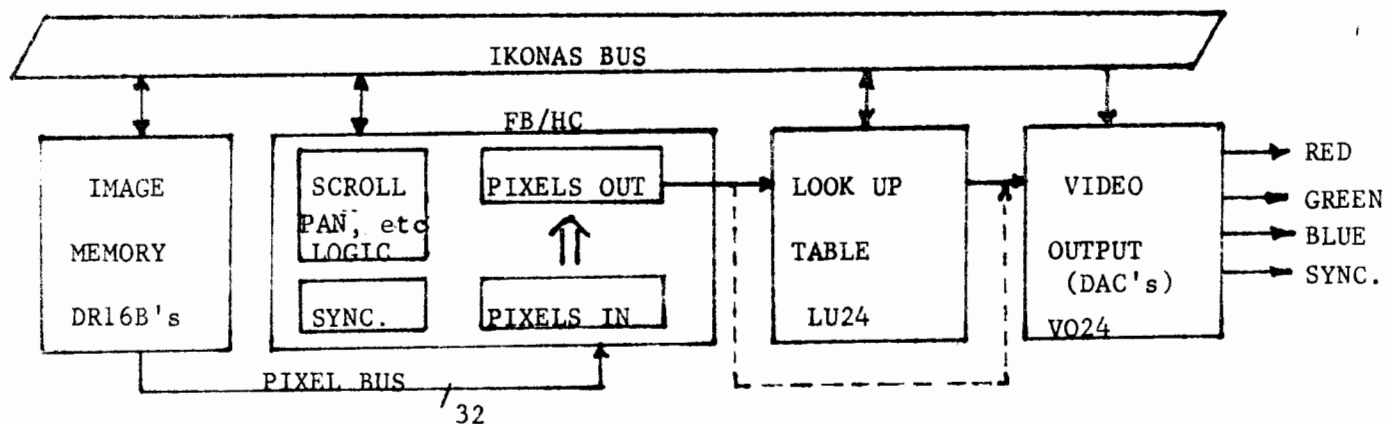 IKONAS BUS
IMAGE
MEMORY
DR16B's
FB/HC
SCROLL
PAN, etc
LOGIC
SYNC.
PIXELS OUT
PIXELS IN
PIXEL BUS
32
LOOK UP
TABLE
LU24
VIDEO
OUTPUT
(DAC's)
VO24
RED
GREEN
BLUE
SYNC.